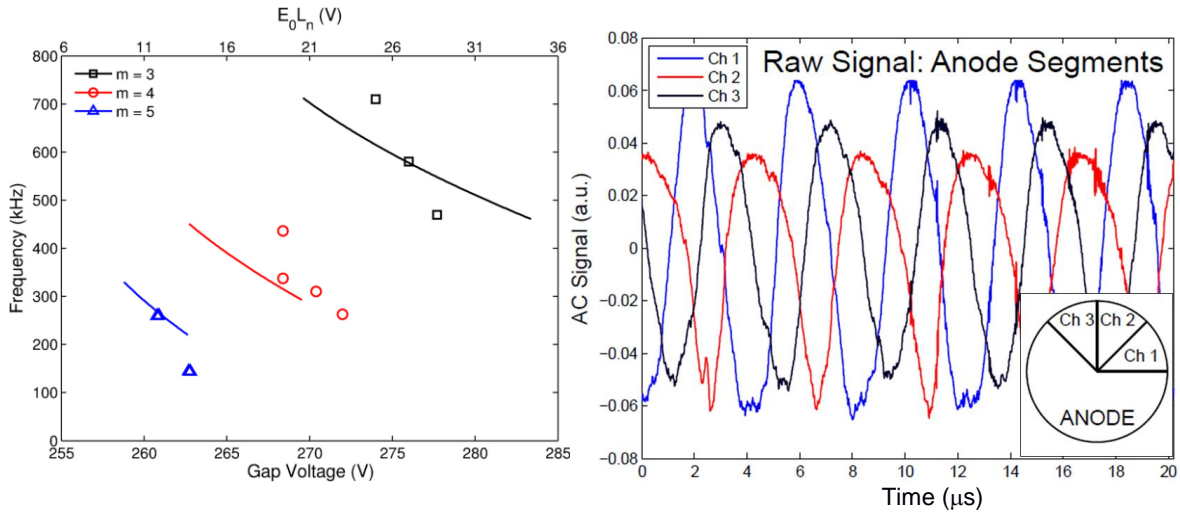 E₀Lₙ (V)
6 11 16 21 26 31 36
800
700
600
500
400
300
200
100
0
Frequency (kHz)
m = 3
m = 4
m = 5
255 260 265 270 275 280 285
Gap Voltage (V)
0.08
0.06
0.04
0.02
0
−0.02
−0.04
−0.06
−0.08
AC Signal (a.u.)
Ch 1
Ch 2
Ch 3
Raw Signal: Anode Segments
Ch 3 Ch 2
Ch 1
ANODE
0 2 4 6 8 10 12 14 16 18 20
Time (μs)